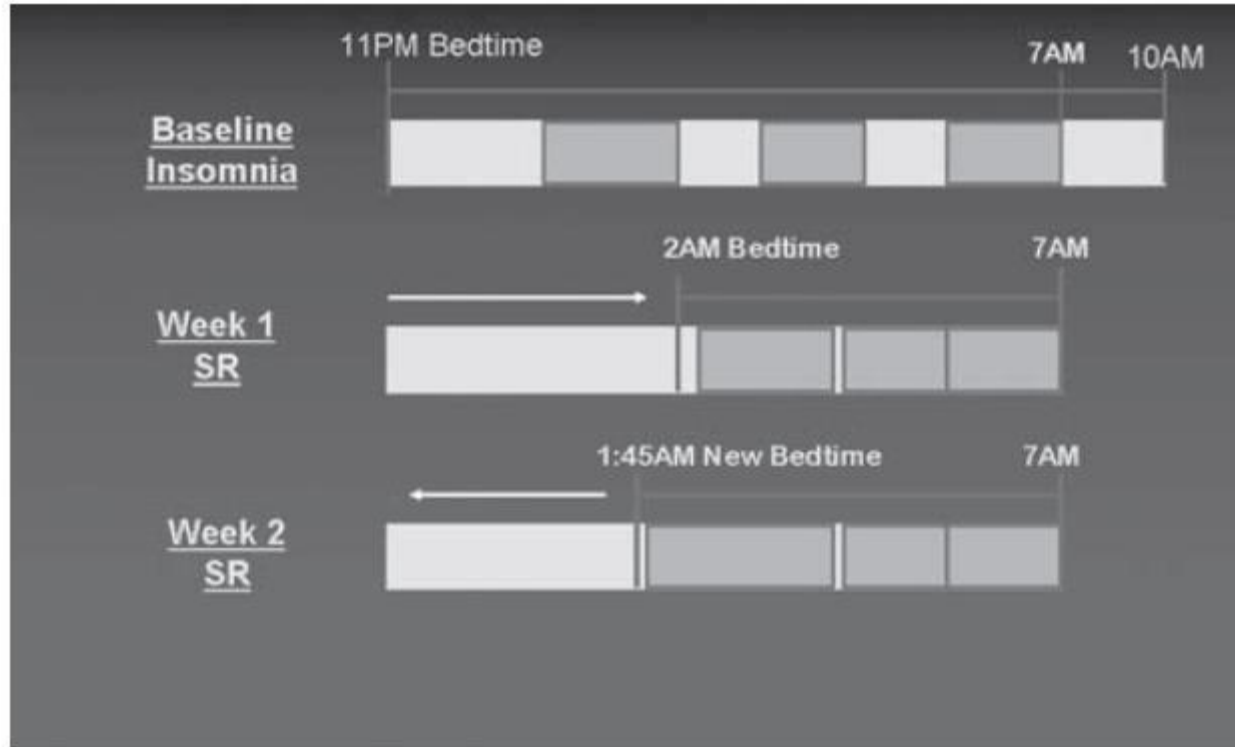 11PM Bedtime
7AM
10AM
Baseline
Insomnia
2AM Bedtime
7AM
Week 1
SR
1:45AM New Bedtime
7AM
Week 2
SR